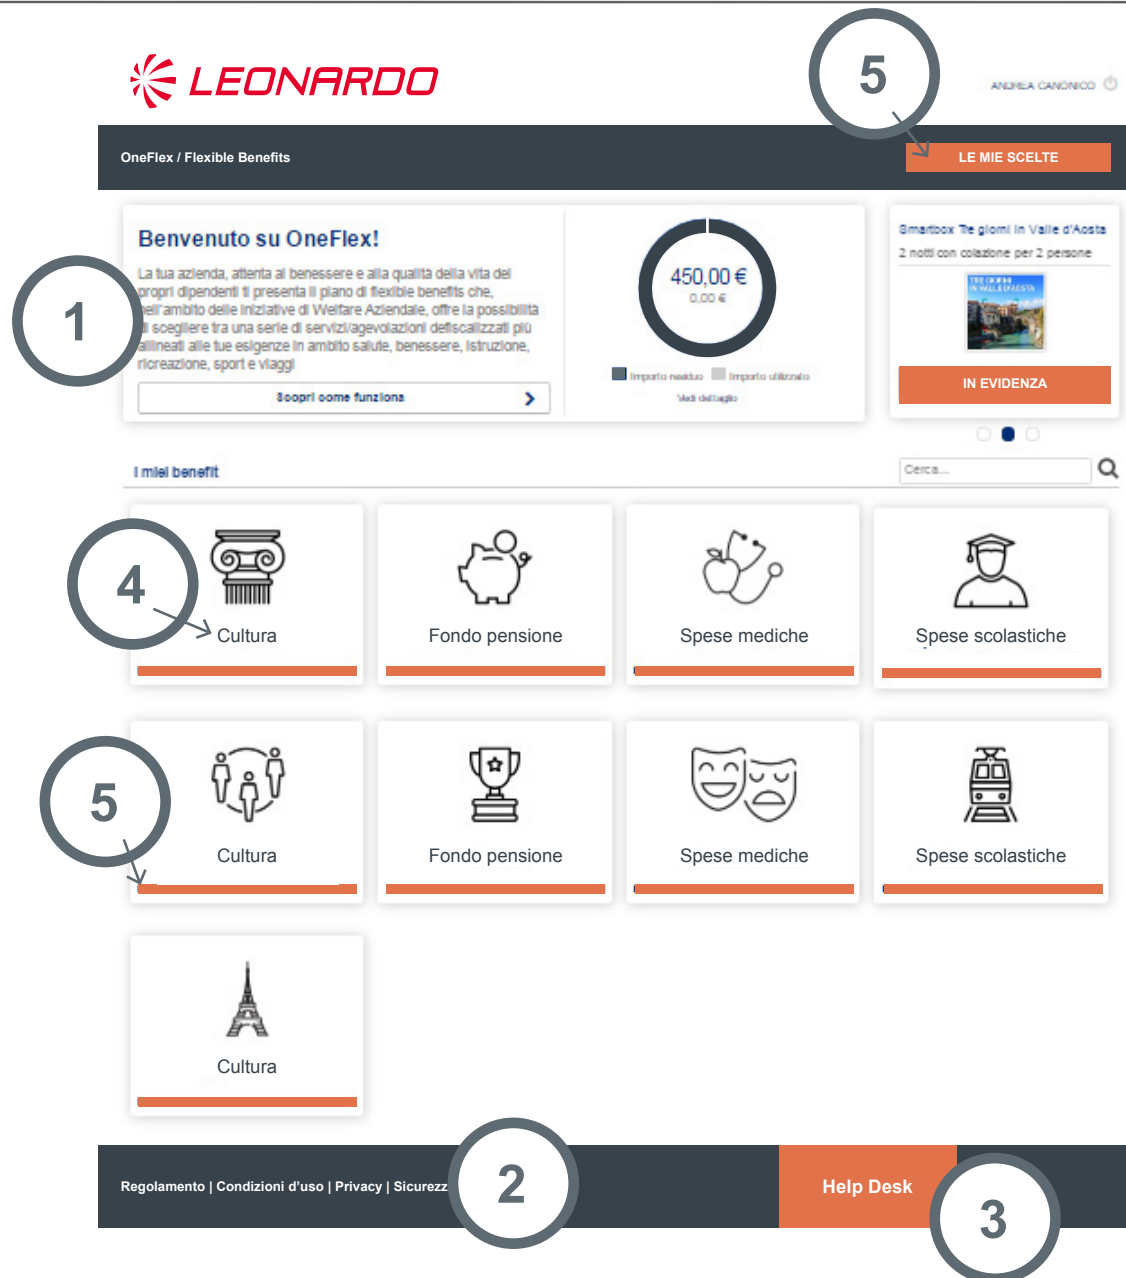 5
LEONARDO
ANDREA CANONICO
OneFlex / Flexible Benefits
LE MIE SCELTE
Benvenuto su OneFlex!
La tua azienda, attenta al benessere e alla qualità della vita dei
propri dipendenti ti presenta il piano di flexible benefits che,
nell'ambito delle iniziative di Welfare Aziendale, offre la possibilità
di scegliere tra una serie di servizi/agevolazioni defiscalizzati più
allineati alle tue esigenze in ambito salute, benessere, istruzione,
ricreazione, sport e viaggi
1
Scopri come funziona
450,00 €
0,00 €
Importo residuo Importo utilizzato
Vedi dettaglio
Smartbox Tre giorni in Valle d'Aosta
2 notti con colazione per 2 persone
TRE GIORNI
IN VALLE D'AOSTA
IN EVIDENZA
I miei benefit
Cerca...
4
Cultura
Fondo pensione
Spese mediche
Spese scolastiche
5
Cultura
Fondo pensione
Spese mediche
Spese scolastiche
Cultura
Regolamento | Condizioni d'uso | Privacy | Sicurezz
2
Help Desk
3